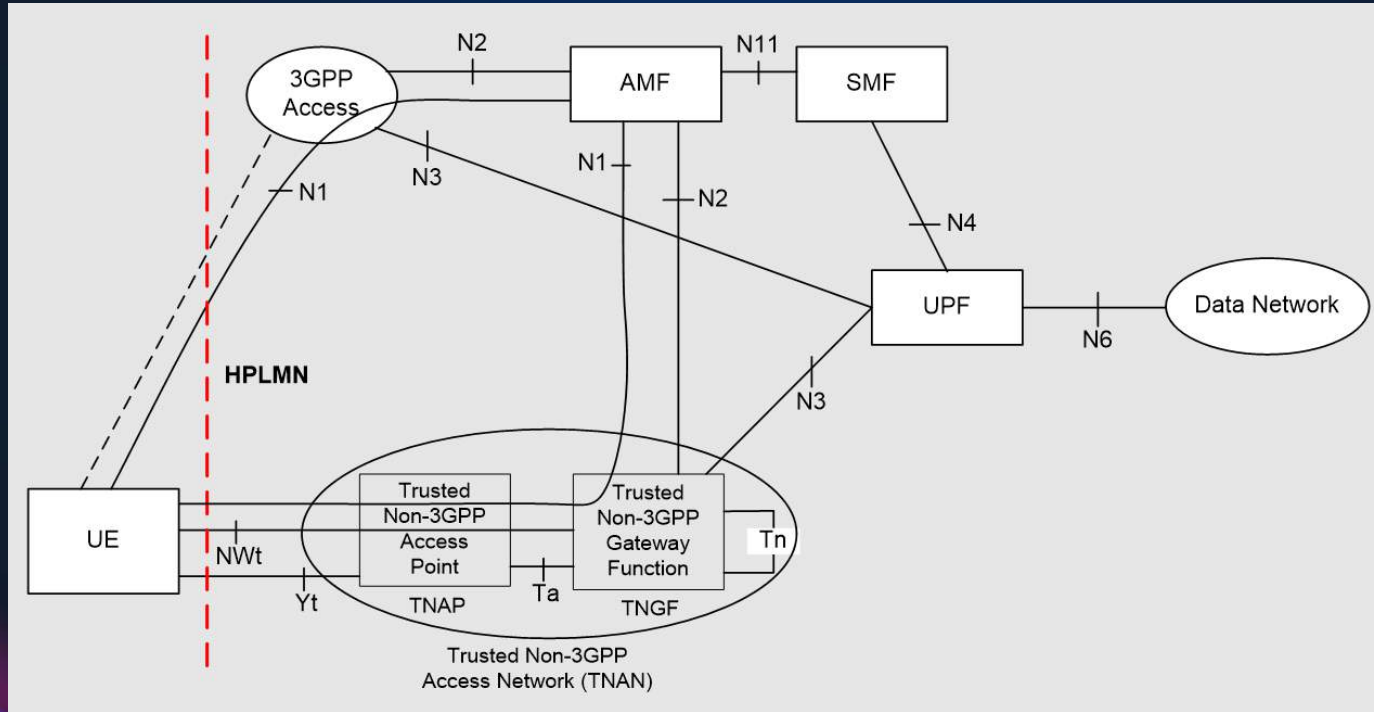 N2
N11
3GPP
Access
AMF
SMF
N1
N3
N1
N2
N4
UPF
Data Network
N6
HPLMN
N3
UE
NWt
Yt
Trusted
Non-3GPP
Access
Point
TNAP
Ta
Trusted
Non-3GPP
Gateway
Function
TNGF
Tn
Trusted Non-3GPP
Access Network (TNAN)